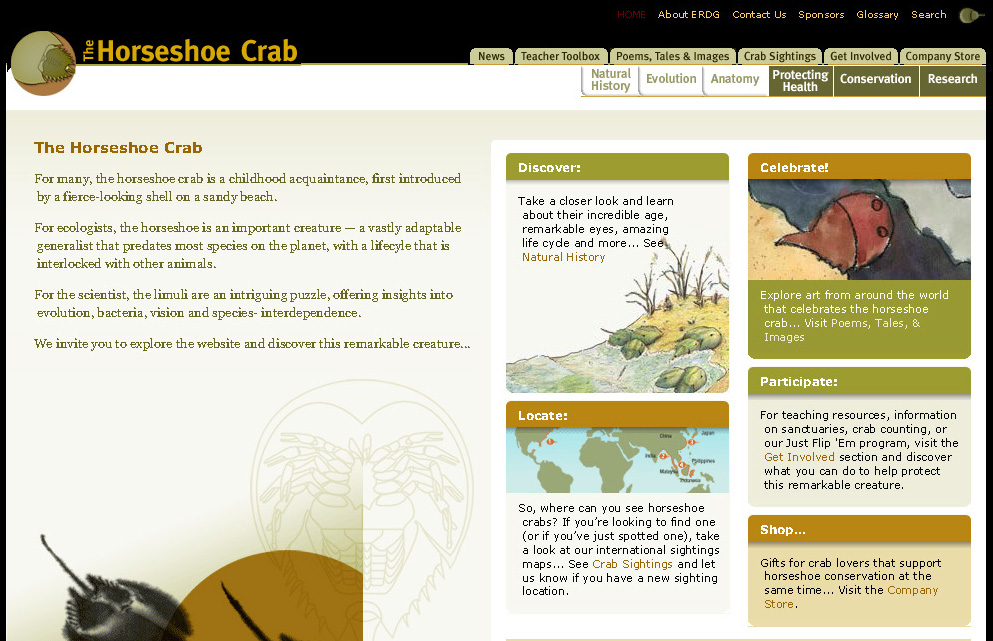 HOME About ERDG Contact Us Sponsors Glossary Search
The Horseshoe Crab
News Teacher Toolbox Poems, Tales & Images Crab Sightings Get Involved Company Store
Natural History Evolution Anatomy Protecting Health Conservation Research
The Horseshoe Crab
For many, the horseshoe crab is a childhood acquaintance, first introduced
by a fierce-looking shell on a sandy beach.
For ecologists, the horseshoe is an important creature — a vastly adaptable
generalist that predates most species on the planet, with a lifecyle that is
interlocked with other animals.
For the scientist, the limuli are an intriguing puzzle, offering insights into
evolution, bacteria, vision and species- interdependence.
We invite you to explore the website and discover this remarkable creature...
Discover:
Take a closer look and learn
about their incredible age,
remarkable eyes, amazing
life cycle and more... See
Natural History
Locate:
China
Japan
India
Philippines
Malaysia
Indonesia
So, where can you see horseshoe
crabs? If you're looking to find one
(or if you've just spotted one), take
a look at our international sightings
maps... See Crab Sightings and let
us know if you have a new sighting
location.
Celebrate!
Explore art from around the world
that celebrates the horseshoe
crab... Visit Poems, Tales, &
Images
Participate:
For teaching resources, information
on sanctuaries, crab counting, or
our Just Flip 'Em program, visit the
Get Involved section and discover
what you can do to help protect
this remarkable creature.
Shop...
Gifts for crab lovers that support
horseshoe conservation at the
same time... Visit the Company
Store.